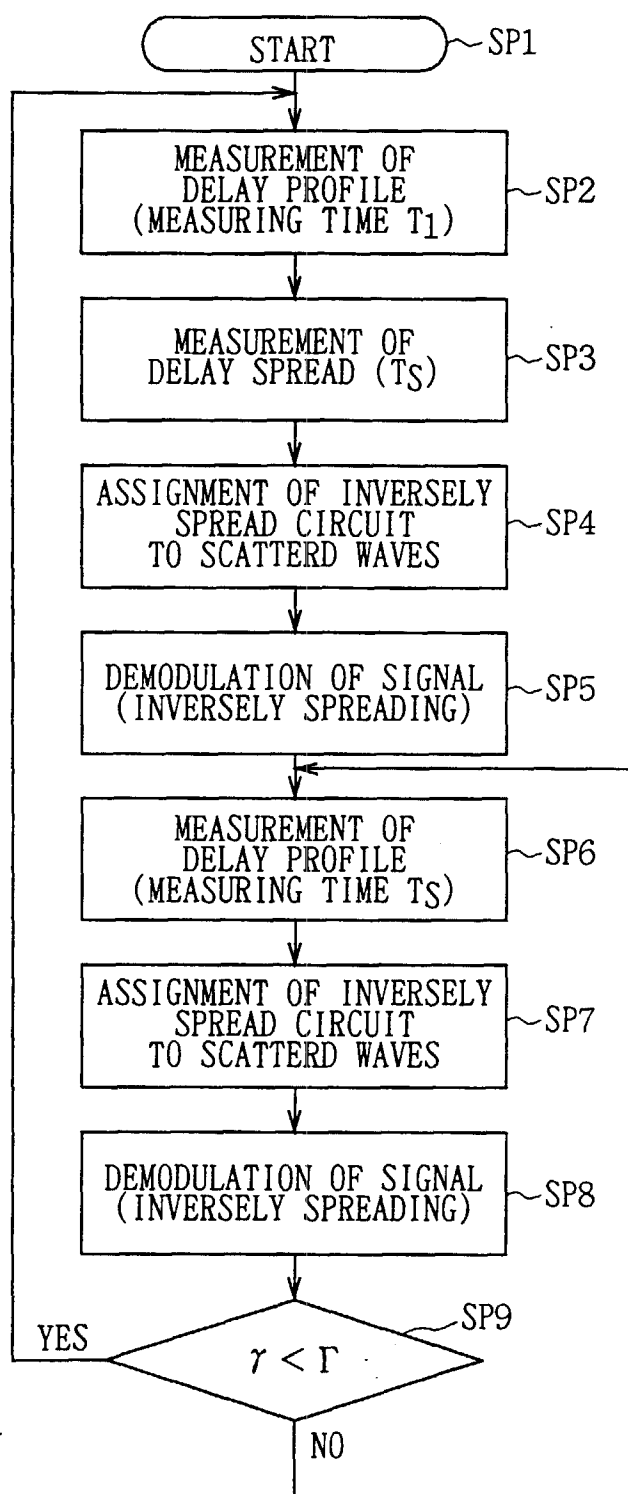 START
SP1
MEASUREMENT OF
DELAY PROFILE
(MEASURING TIME T1)
SP2
MEASUREMENT OF
DELAY SPREAD (TS)
SP3
ASSIGNMENT OF INVERSELY
SPREAD CIRCUIT
TO SCATTERD WAVES
SP4
DEMODULATION OF SIGNAL
(INVERSELY SPREADING)
SP5
MEASUREMENT OF
DELAY PROFILE
(MEASURING TIME TS)
SP6
ASSIGNMENT OF INVERSELY
SPREAD CIRCUIT
TO SCATTERD WAVES
SP7
DEMODULATION OF SIGNAL
(INVERSELY SPREADING)
SP8
SP9
YES
γ < Γ
NO